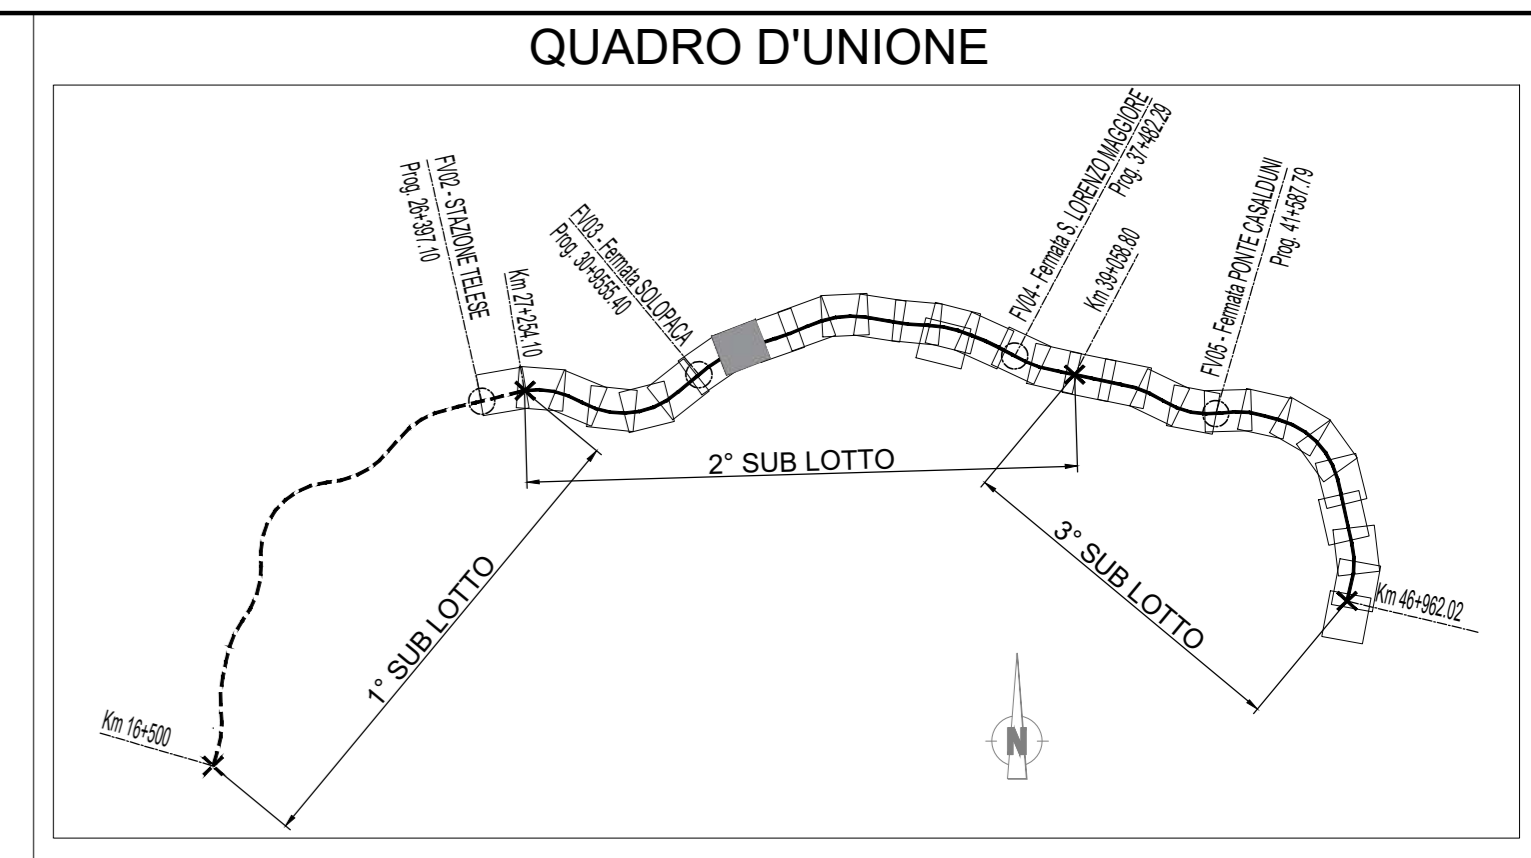 QUADRO D'UNIONE
FV02 - STAZIONE TELESE
Prog. 26+397.10
Km 27+254.10
FV03 - Fermata SOLOPACA
Prog. 30+9555.40
FV04 - Fermata S. LORENZO MAGGIORE
Prog. 37+482.29
Km 39+058.80
FV05 - Fermata PONTE CASALDUNI
Prog. 41+587.79
2° SUB LOTTO
1° SUB LOTTO
3° SUB LOTTO
Km 46+962.02
Km 16+500
N